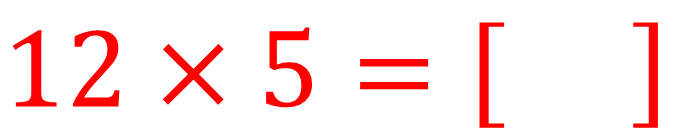 12 × 5 = [ ]